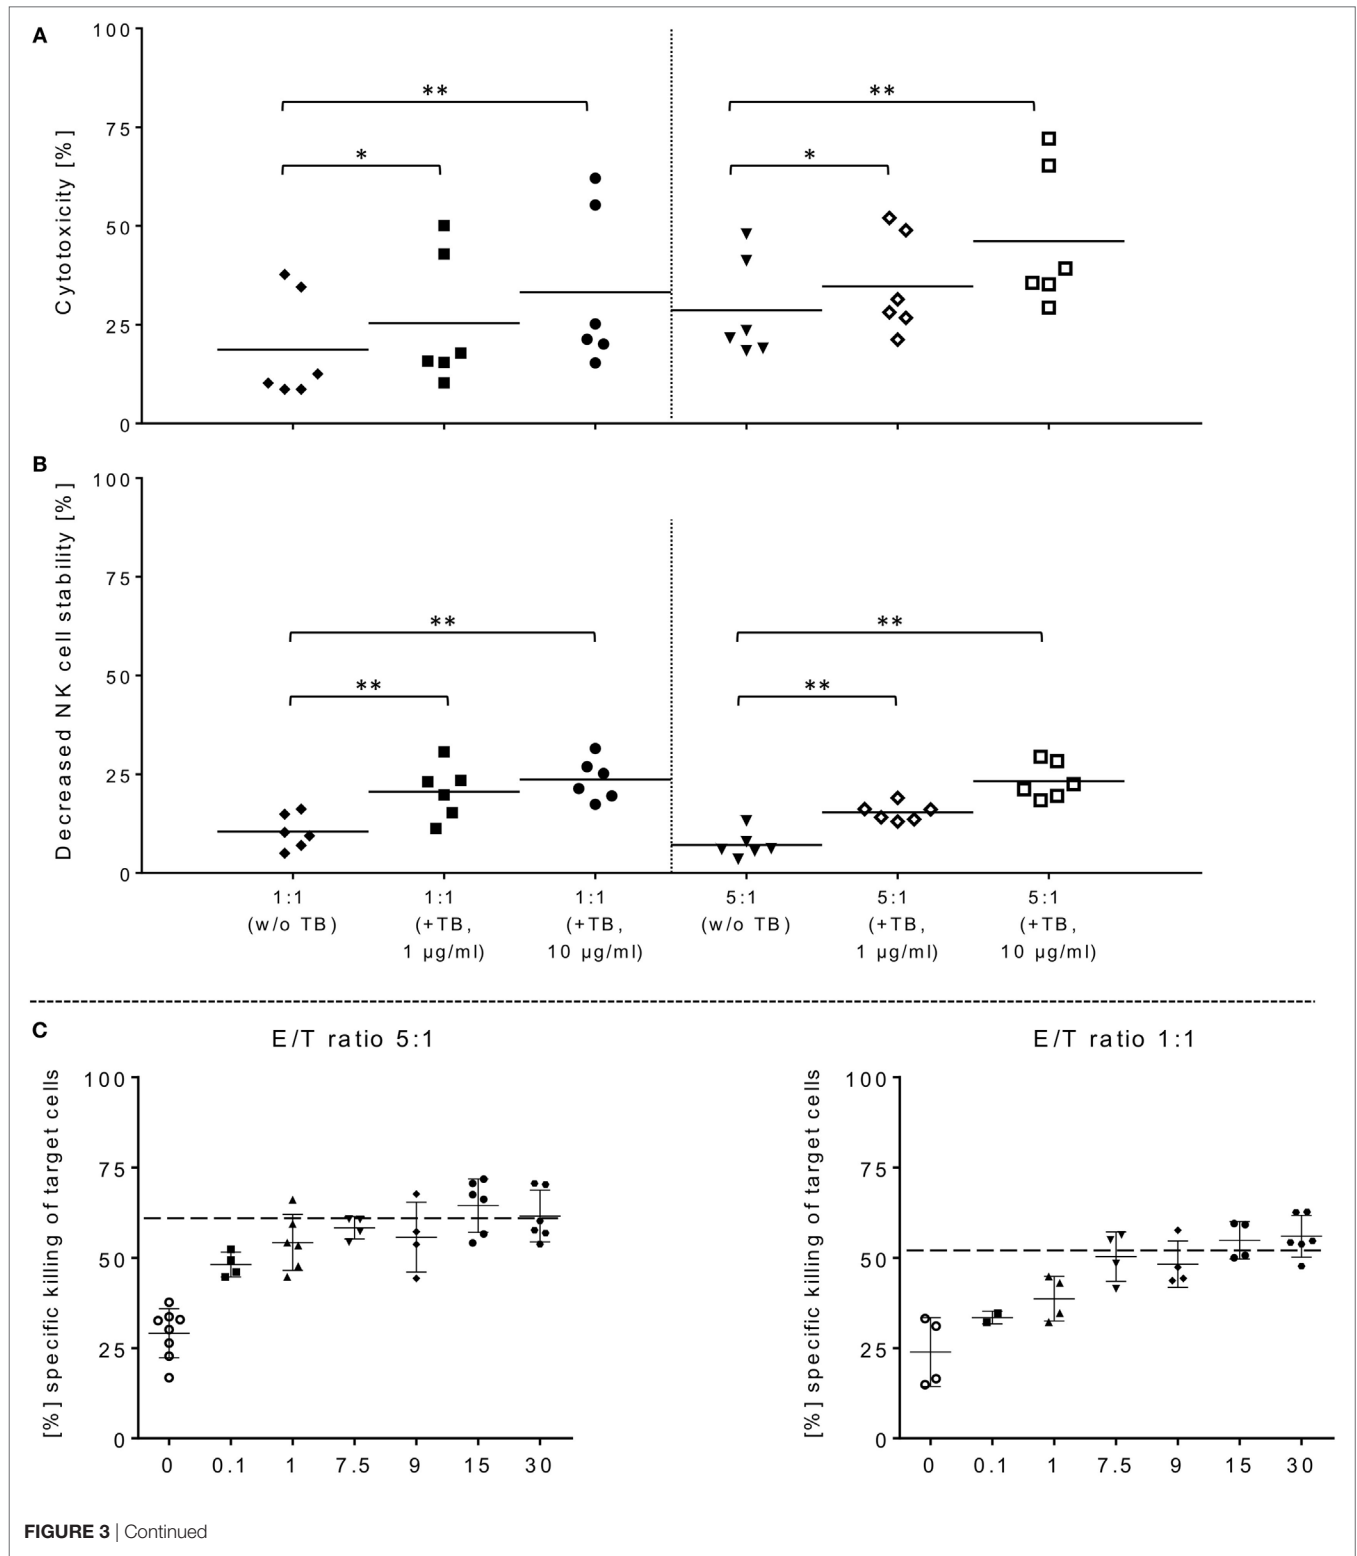 A
100
75
50
25
0
Cytotoxicity [%]
**
*
**
*
B
100
75
50
25
0
Decreased NK cell stability [%]
**
**
**
**
1:1
(w/o TB)
1:1
(+TB,
1 µg/ml)
1:1
(+TB,
10 µg/ml)
5:1
(w/o TB)
5:1
(+TB,
1 µg/ml)
5:1
(+TB,
10 µg/ml)
C
E/T ratio 5:1
[%] specific killing of target cells
100
75
50
25
0
0 0.1 1 7.5 9 15 30
E/T ratio 1:1
[%] specific killing of target cells
100
75
50
25
0
0 0.1 1 7.5 9 15 30
FIGURE 3 | Continued